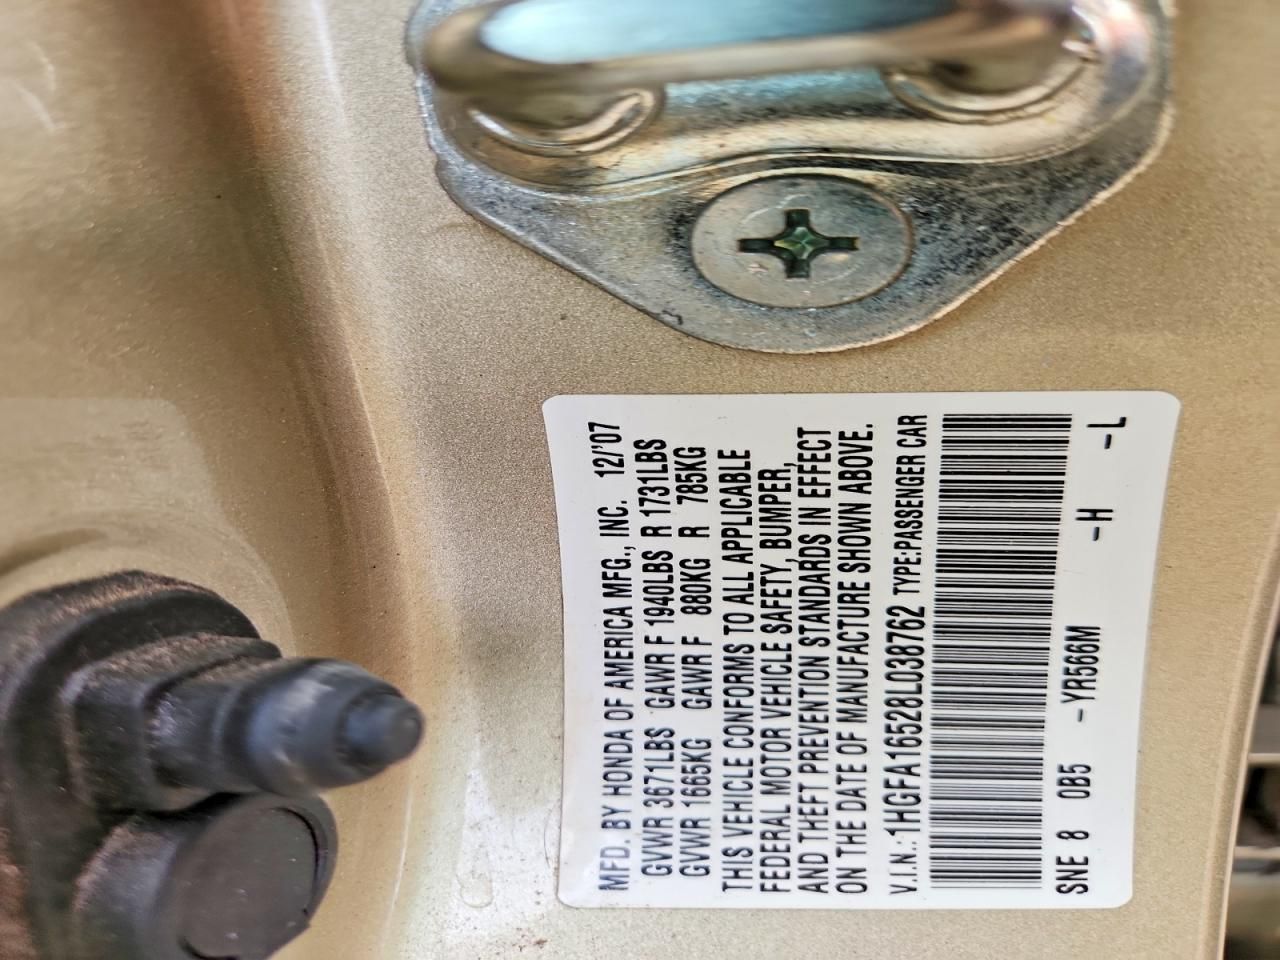 MFD. BY HONDA OF AMERICA MFG., INC. 12/'07
GVWR 3671LBS GAWR F 1940LBS R 1731LBS
GVWR 1665KG GAWR F 880KG R 785KG
THIS VEHICLE CONFORMS TO ALL APPLICABLE
FEDERAL MOTOR VEHICLE SAFETY, BUMPER,
AND THEFT PREVENTION STANDARDS IN EFFECT
ON THE DATE OF MANUFACTURE SHOWN ABOVE.
V.I.N.: 1HGFA16528L038762 TYPE:PASSENGER CAR
SNE 8 0B5 -YR566M -H -L